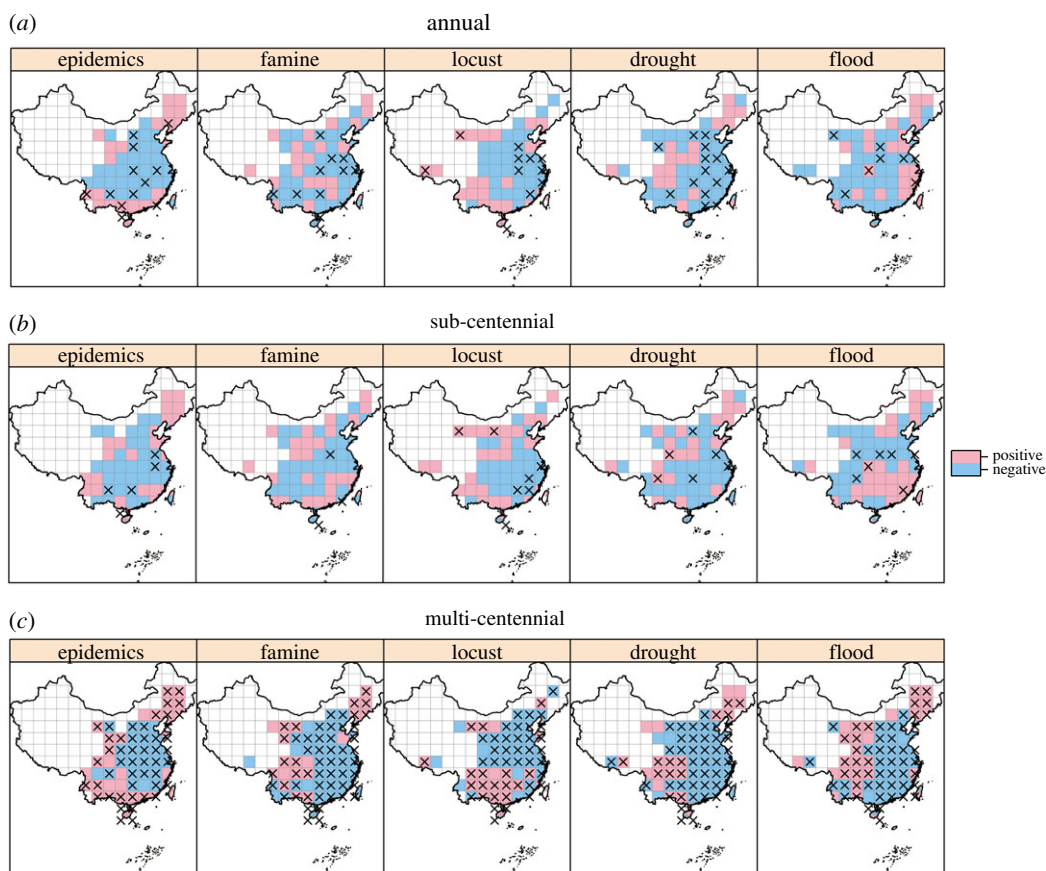 (a) annual
epidemics famine locust drought flood
(b) sub-centennial
epidemics famine locust drought flood
positive
negative
(c) multi-centennial
epidemics famine locust drought flood